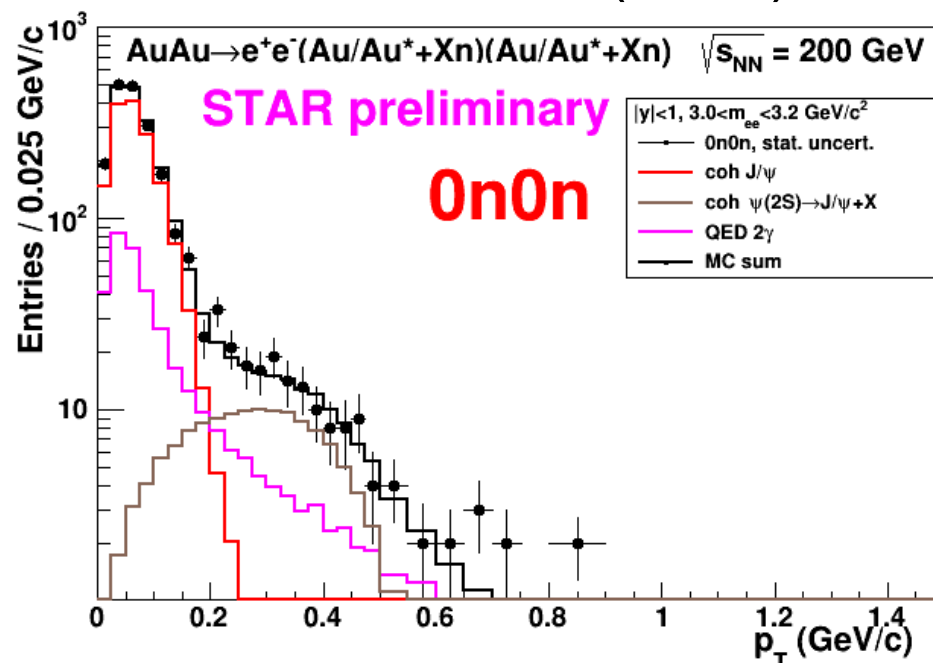 AuAu→e⁺e⁻(Au/Au*+Xn)(Au/Au*+Xn) √s_NN = 200 GeV
STAR preliminary
0n0n
|y|<1, 3.0<m_ee<3.2 GeV/c²
0n0n, stat. uncert.
coh J/ψ
coh ψ(2S)→J/ψ+X
QED 2γ
MC sum
Entries / 0.025 GeV/c
10³
10²
10
0 0.2 0.4 0.6 0.8 1 1.2 1.4
p_T (GeV/c)